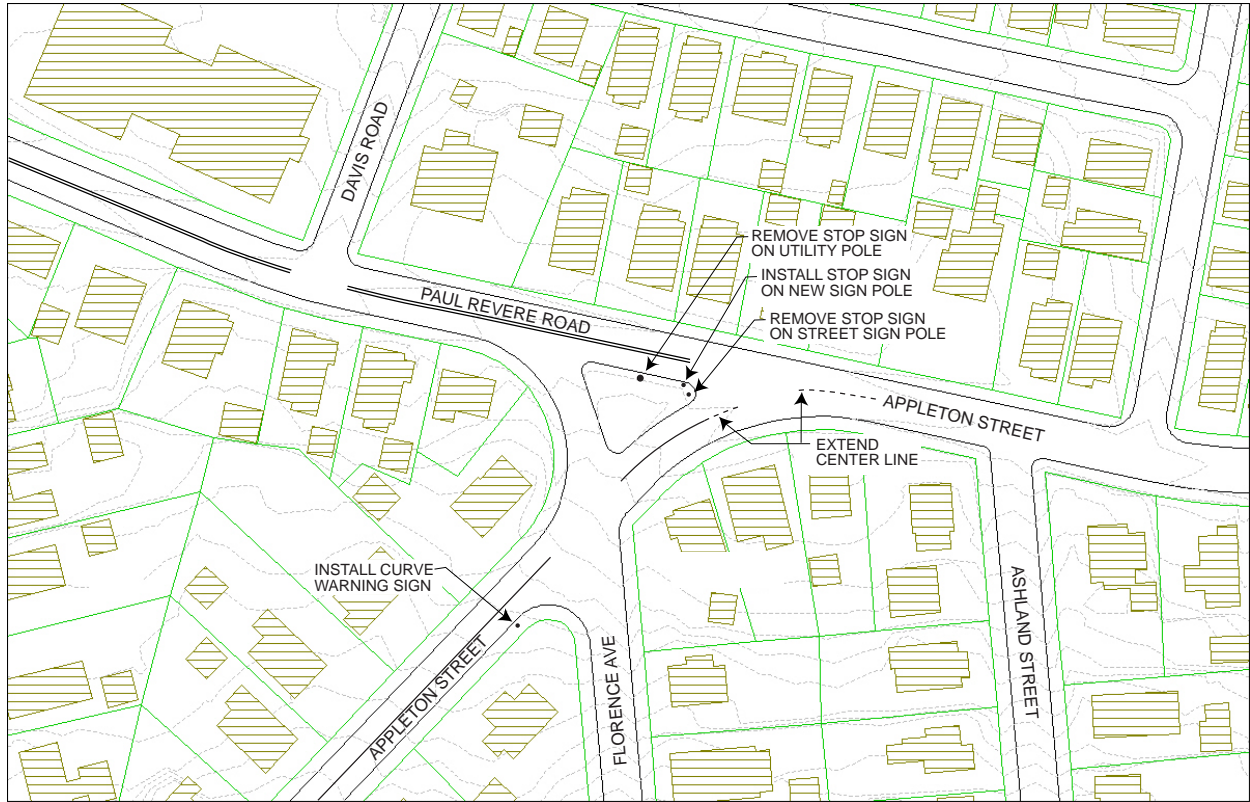 DAVIS ROAD
REMOVE STOP SIGN
ON UTILITY POLE
INSTALL STOP SIGN
ON NEW SIGN POLE
PAUL REVERE ROAD
REMOVE STOP SIGN
ON STREET SIGN POLE
APPLETON STREET
EXTEND
CENTER LINE
INSTALL CURVE
WARNING SIGN
APPLETON STREET
FLORENCE AVE
ASHLAND STREET